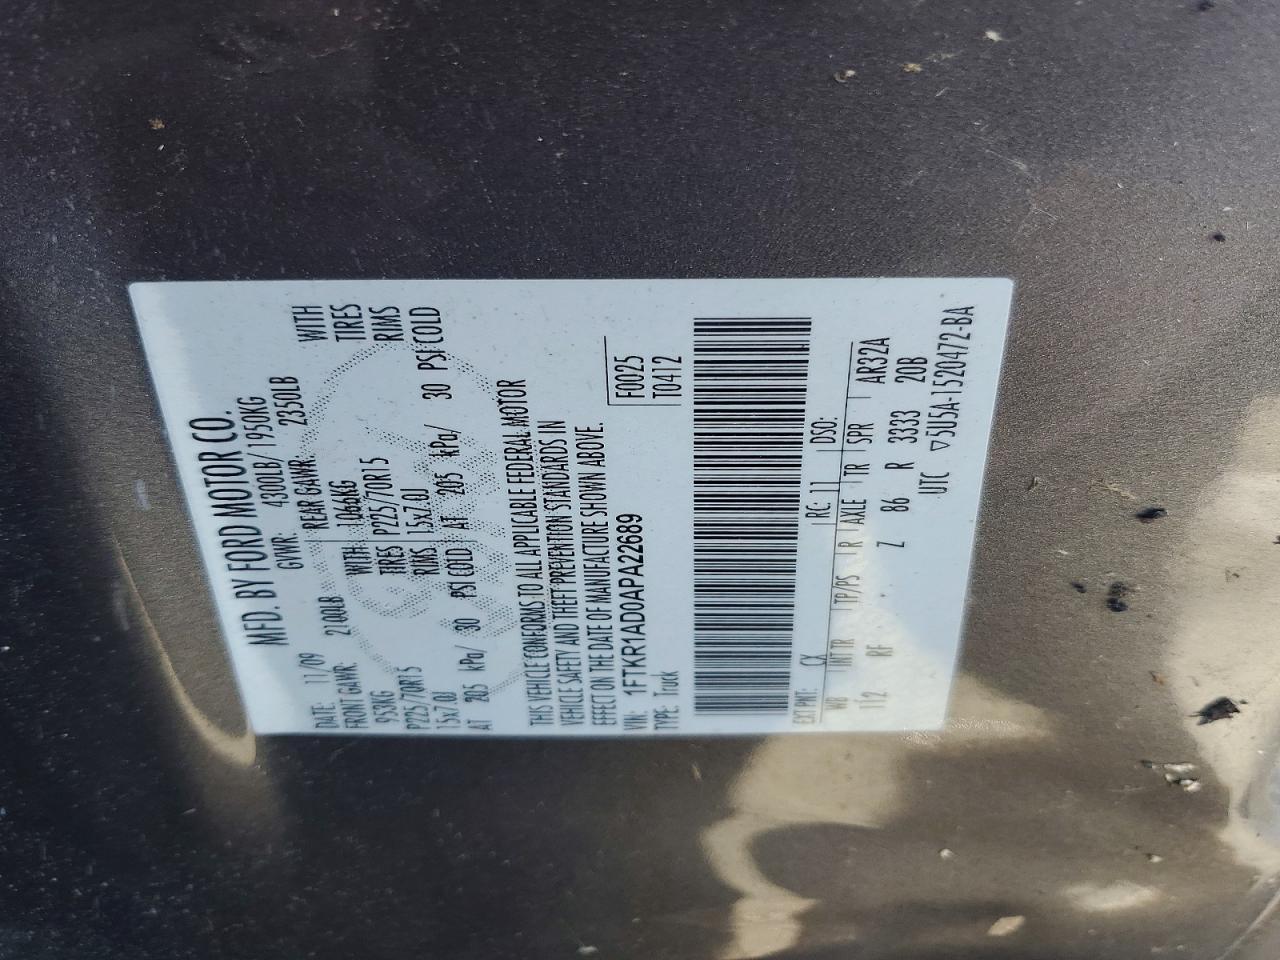 MFD. BY FORD MOTOR CO.
DATE: 11/09 GVWR: 4300LB/ 1950KG
FRONT GAWR 2100LB REAR GAWR: 2350LB
953KG WITH 1066KG WITH
P225/70R15 TIRES P225/70R15 TIRES
15x7.0J RIMS 15x7.0J RIMS
AT 205 kPa/ 30 PSI COLD AT 205 kPa/ 30 PSI COLD
THIS VEHICLE CONFORMS TO ALL APPLICABLE FEDERAL MOTOR
VEHICLE SAFETY AND THEFT PREVENTION STANDARDS IN
EFFECT ON THE DATE OF MANUFACTURE SHOWN ABOVE.
VIN: 1FTKR1AD0APA22689 F0025
TYPE: Truck T0412
EXT PNT: CX RC: 11 DSO:
WB INT TR TP/PS R AXLE TR SPR AR32A
112 RF Z 86 R 3333 20B
UTC ▽5U5A-1520472-BA